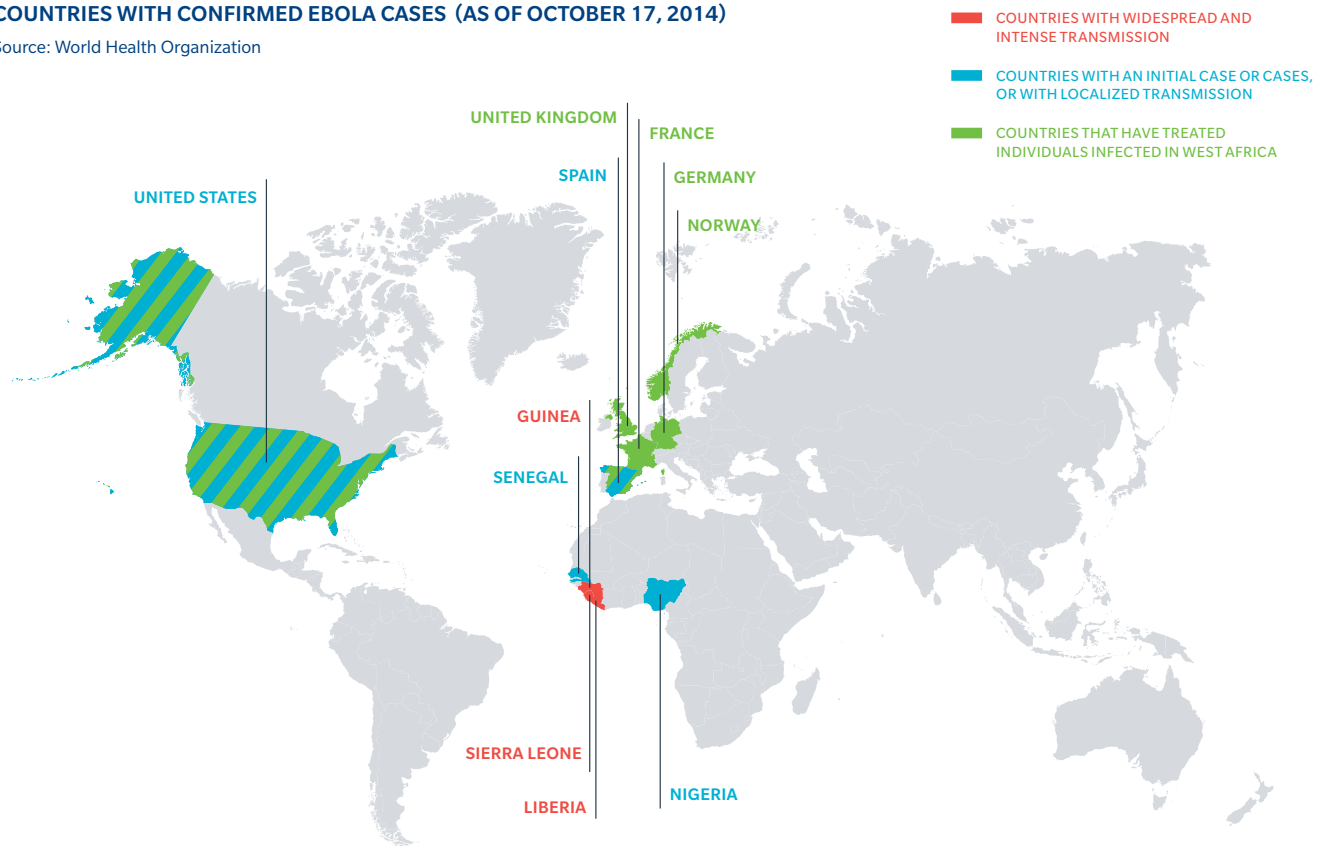 COUNTRIES WITH CONFIRMED EBOLA CASES (AS OF OCTOBER 17, 2014)
Source: World Health Organization
COUNTRIES WITH WIDESPREAD AND
INTENSE TRANSMISSION
COUNTRIES WITH AN INITIAL CASE OR CASES,
OR WITH LOCALIZED TRANSMISSION
COUNTRIES THAT HAVE TREATED
INDIVIDUALS INFECTED IN WEST AFRICA
UNITED KINGDOM
FRANCE
SPAIN
GERMANY
UNITED STATES
NORWAY
GUINEA
SENEGAL
SIERRA LEONE
NIGERIA
LIBERIA